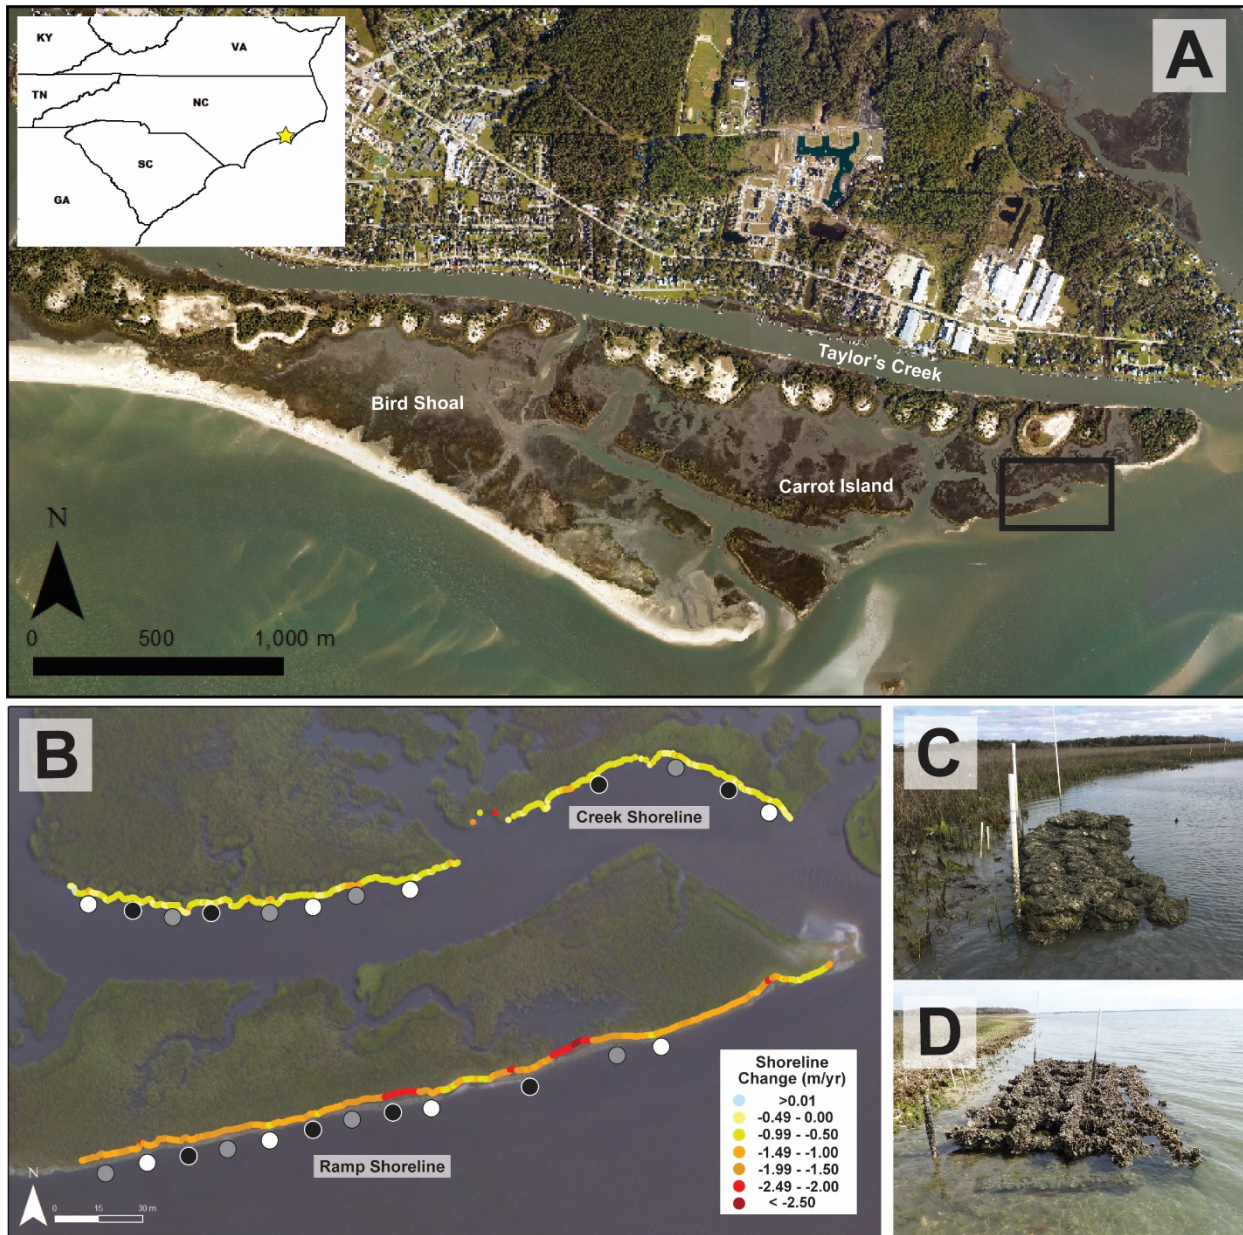 A
KY
VA
TN
NC
SC
GA
Taylor's Creek
Bird Shoal
Carrot Island
N
0 500 1,000 m
B
Creek Shoreline
Ramp Shoreline
Shoreline
Change (m/yr)
>0.01
-0.49 - 0.00
-0.99 - -0.50
-1.49 - -1.00
-1.99 - -1.50
-2.49 - -2.00
< -2.50
N
0 15 30 m
C
D